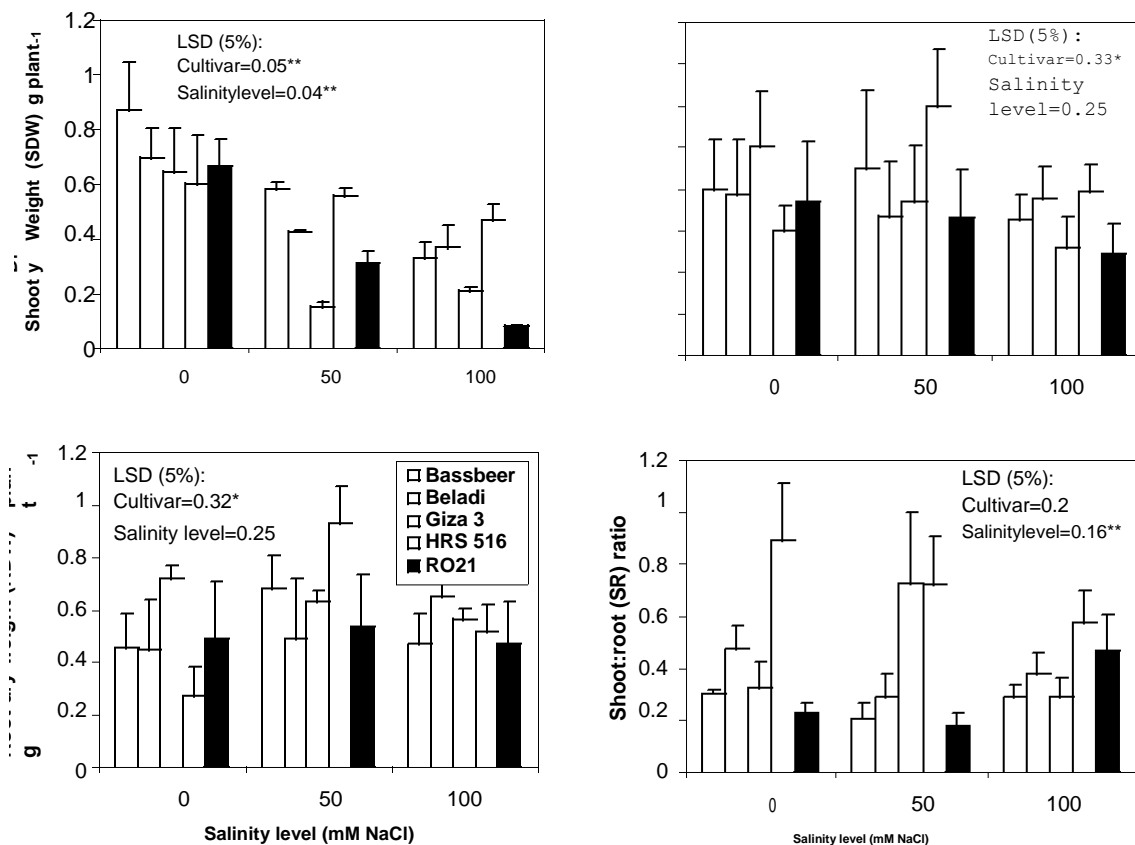 1.2
1
0.8
0.6
0.4
0.2
0
LSD (5%):
Cultivar=0.05**
Salinitylevel=0.04**
Shoot y Weight (SDW) g plant-1
0
50
100
LSD(5%):
Cultivar=0.33*
Salinity
level=0.25
0
50
100
1.2
1
0.8
0.6
0.4
0.2
0
LSD (5%):
Cultivar=0.32*
Salinity level=0.25
Bassbeer
Beladi
Giza 3
HRS 516
RO21
-1
t
g
0
50
100
Salinity level (mM NaCl)
1.2
1
0.8
0.6
0.4
0.2
0
LSD (5%):
Cultivar=0.2
Salinitylevel=0.16**
Shoot:root (SR) ratio
0
50
100
Salinity level (mM NaCl)